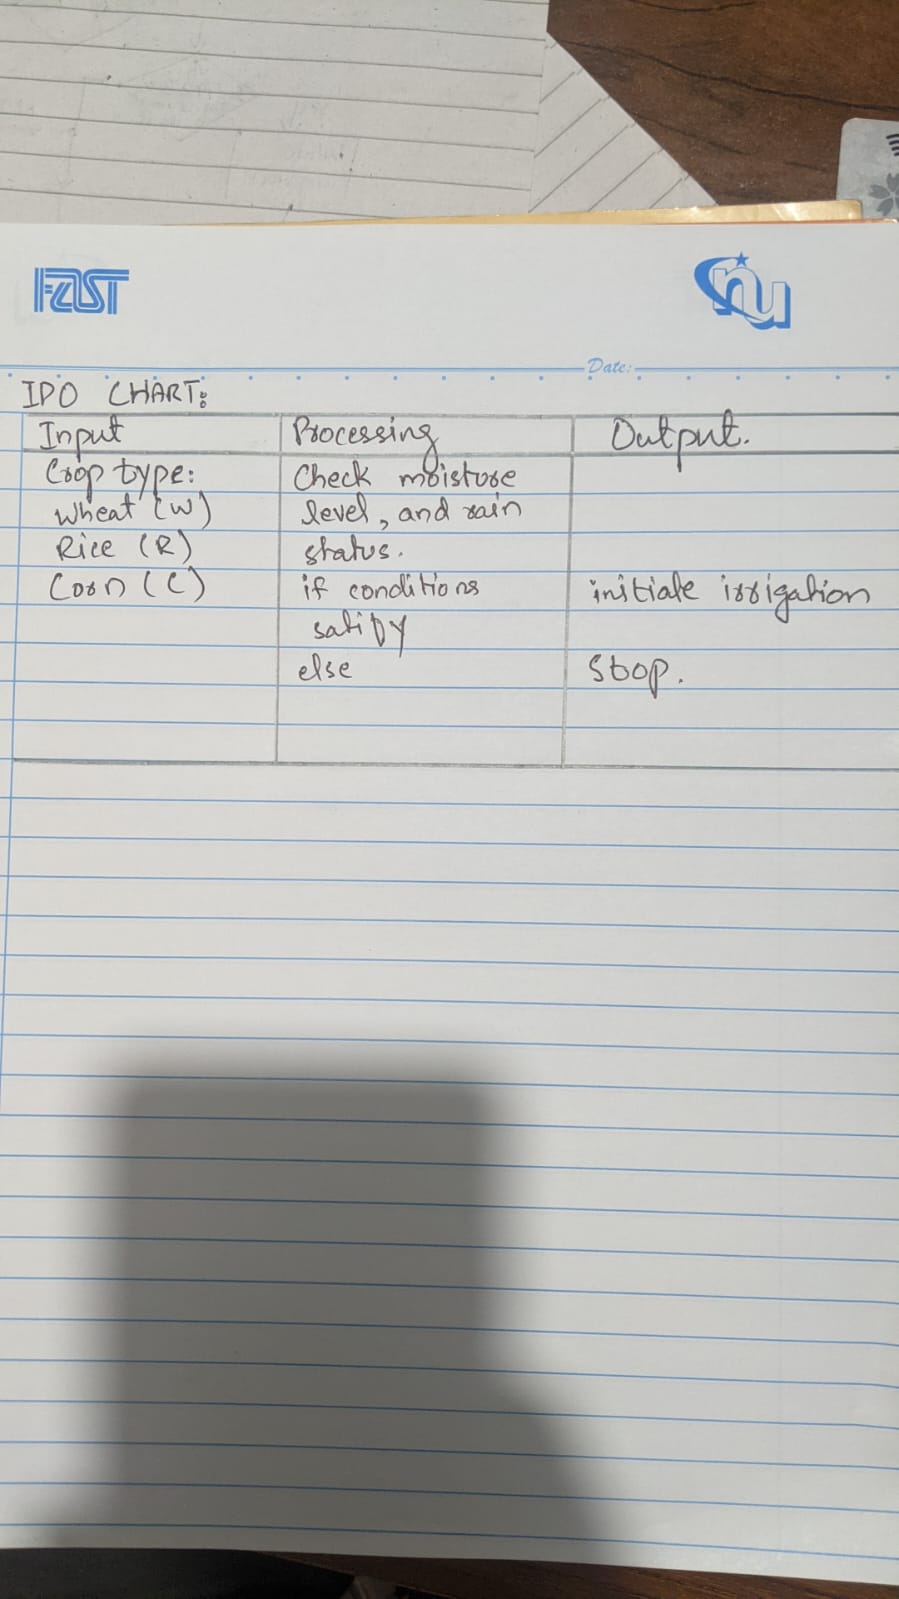 FAST
nu
Date:
IPO CHART:
Input Processing Output.
Crop type: Check moisture
Wheat (W) level, and rain
Rice (R) status.
Corn (C) if conditions initiate irrigation
satify
else Stop.